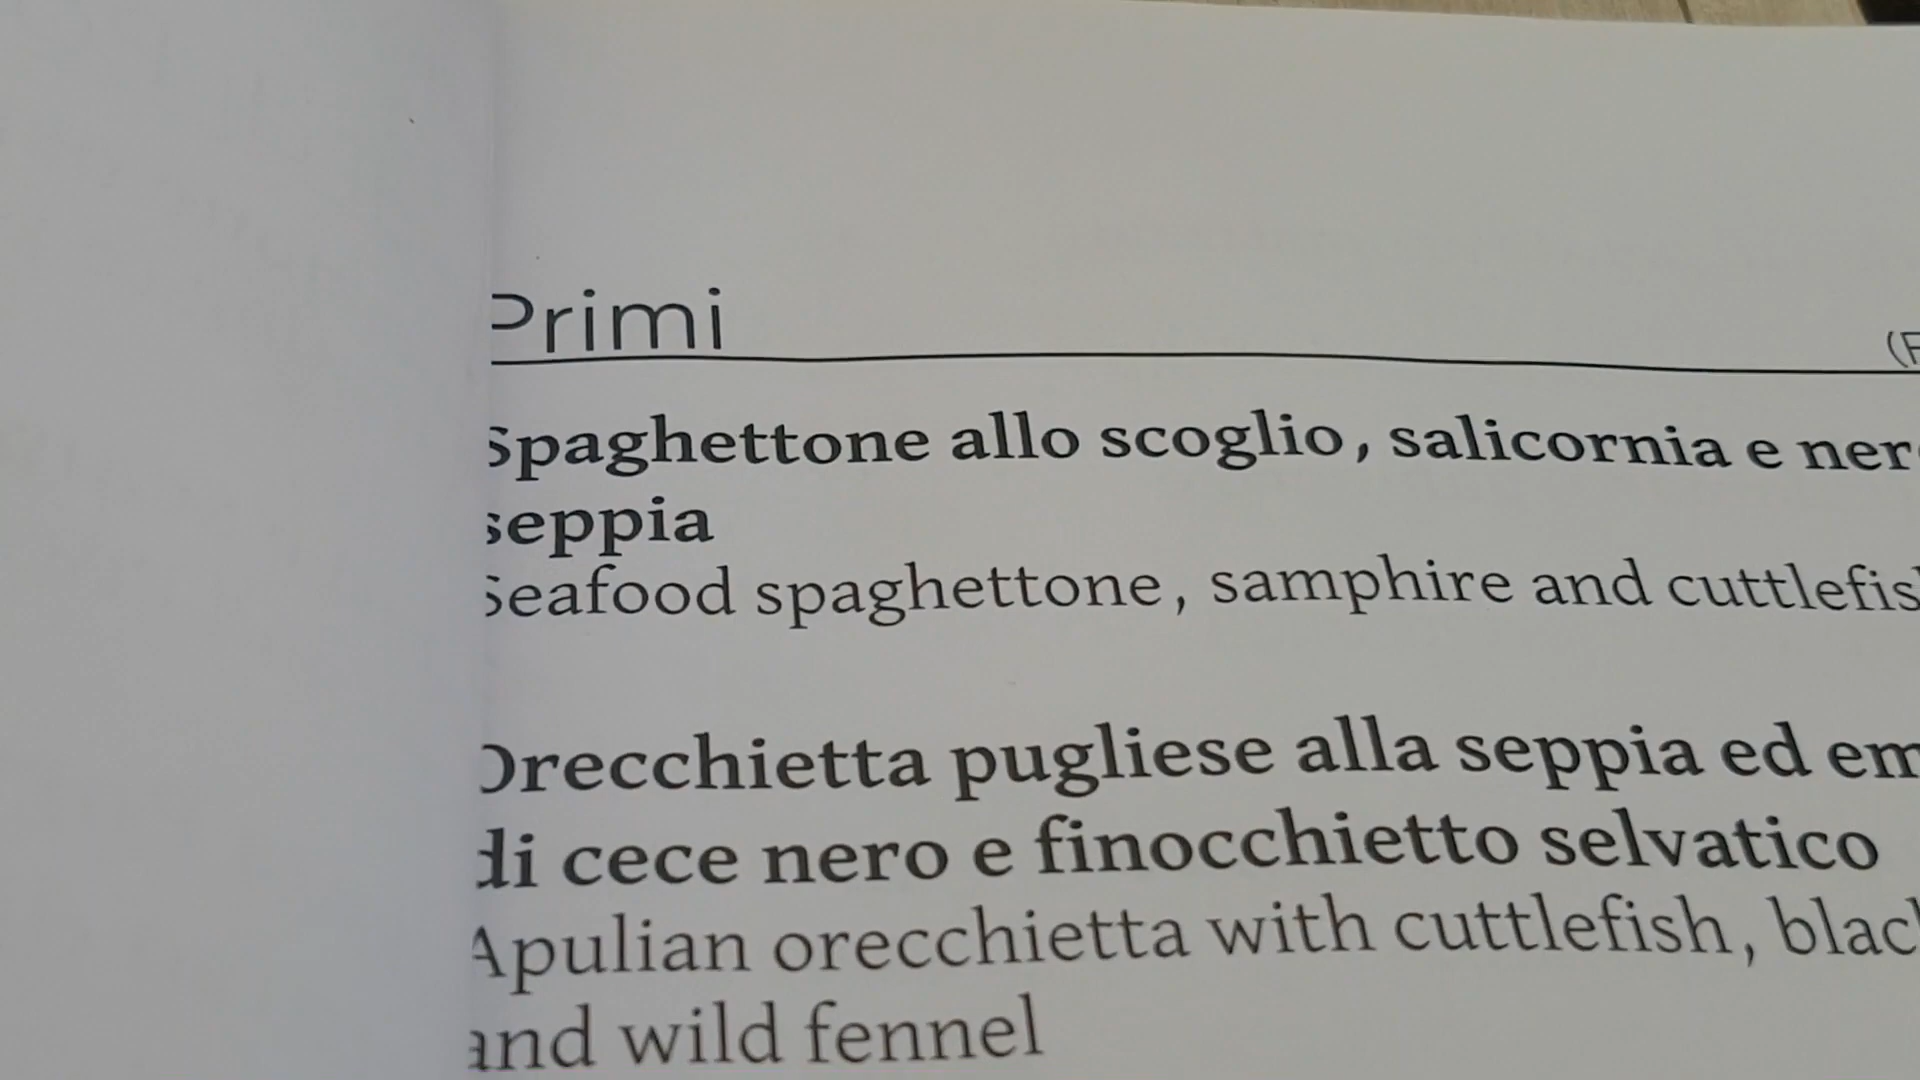 Primi
(F
Spaghettone allo scoglio, salicornia e ner
seppia
Seafood spaghettone, samphire and cuttlefish
Orecchietta pugliese alla seppia ed em
di cece nero e finocchietto selvatico
Apulian orecchietta with cuttlefish, blac
and wild fennel